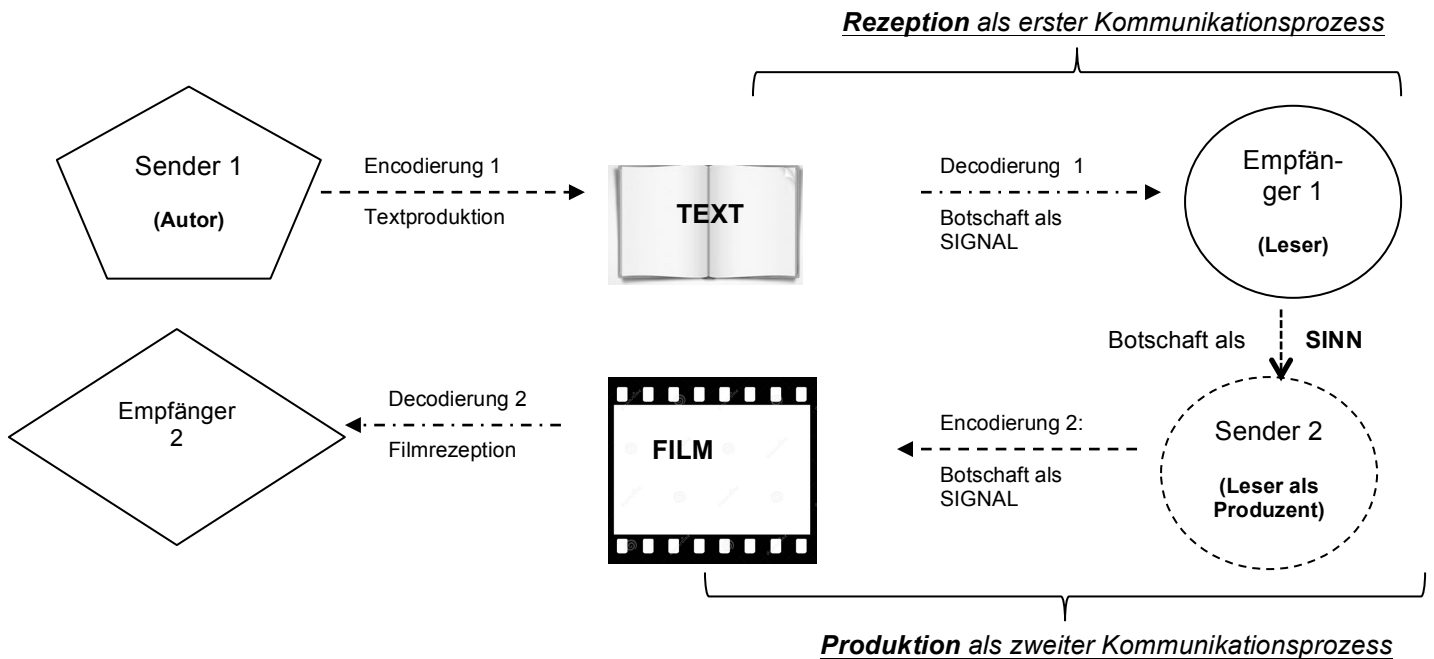 Rezeption als erster Kommunikationsprozess
Sender 1
(Autor)
Encodierung 1
Textproduktion
TEXT
Decodierung 1
Botschaft als
SIGNAL
Empfän-
ger 1
(Leser)
Botschaft als SINN
Empfänger
2
Decodierung 2
Filmrezeption
FILM
Encodierung 2:
Botschaft als
SIGNAL
Sender 2
(Leser als
Produzent)
Produktion als zweiter Kommunikationsprozess